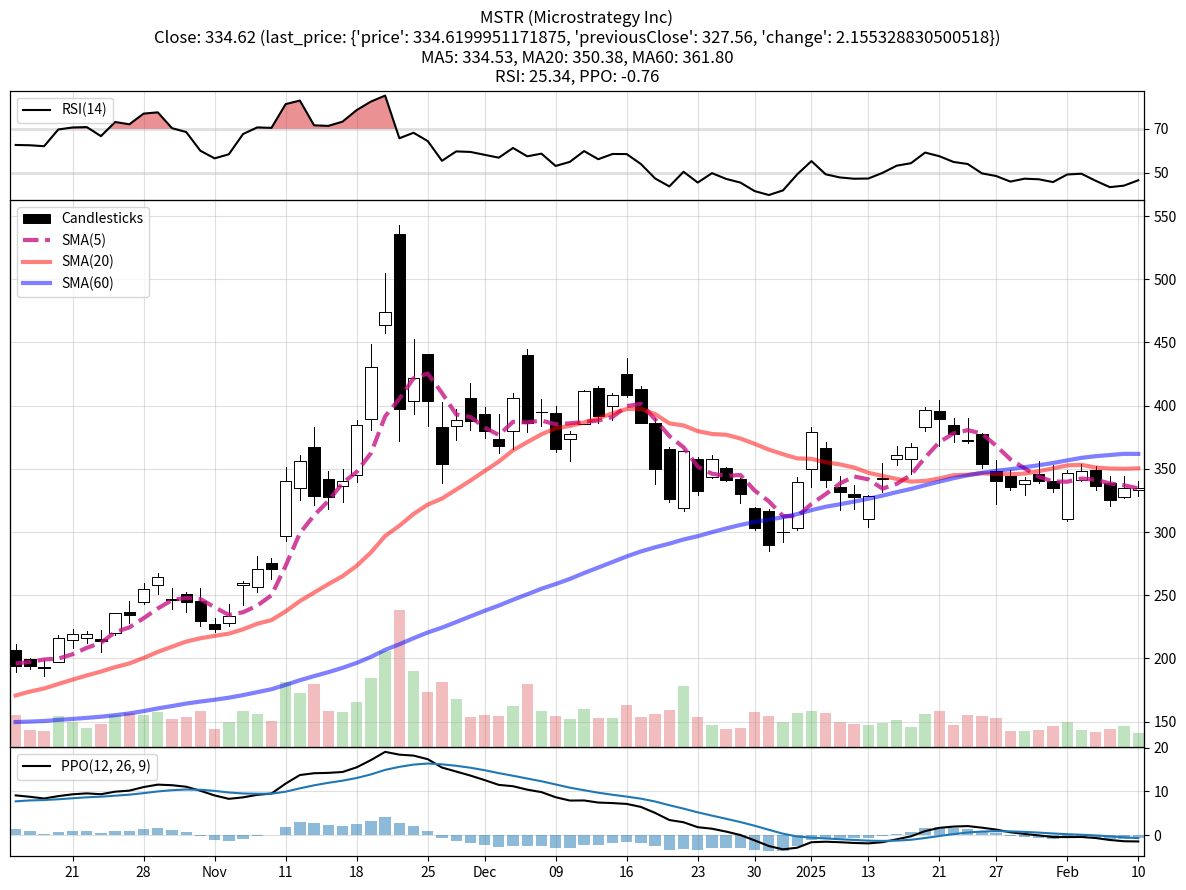 MSTR (Microstrategy Inc)
Close: 334.62 (last_price: {'price': 334.6199951171875, 'previousClose': 327.56, 'change': 2.155328830500518})
MA5: 334.53, MA20: 350.38, MA60: 361.80
RSI: 25.34, PPO: -0.76
RSI(14)
70
50
Candlesticks
SMA(5)
SMA(20)
SMA(60)
550
500
450
400
350
300
250
200
150
PPO(12, 26, 9)
20
10
0
21 28 Nov 11 18 25 Dec 09 16 23 30 2025 13 21 27 Feb 10